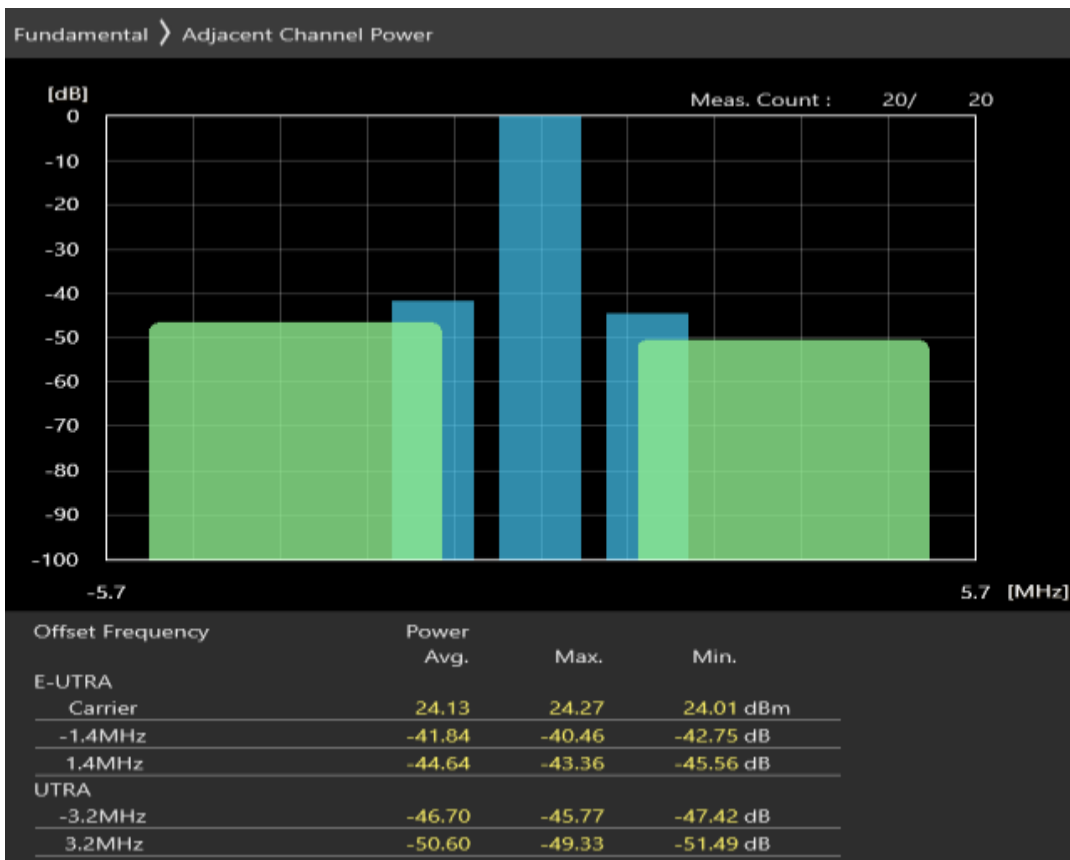 Fundamental 〉 Adjacent Channel Power
[dB]
Meas. Count : 20/ 20
0
-10
-20
-30
-40
-50
-60
-70
-80
-90
-100
-5.7 5.7 [MHz]
Offset Frequency Power
Avg. Max. Min.
E-UTRA
Carrier 24.13 24.27 24.01 dBm
-1.4MHz -41.84 -40.46 -42.75 dB
1.4MHz -44.64 -43.36 -45.56 dB
UTRA
-3.2MHz -46.70 -45.77 -47.42 dB
3.2MHz -50.60 -49.33 -51.49 dB